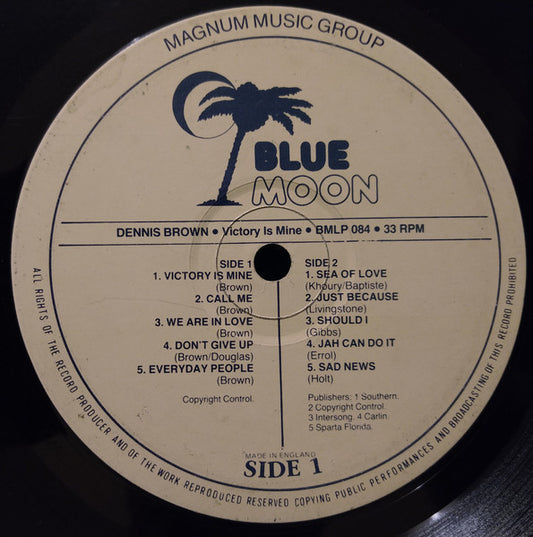 MAGNUM MUSIC GROUP
BLUE
MOON
DENNIS BROWN • Victory Is Mine • BMLP 084 • 33 RPM
SIDE 1
1. VICTORY IS MINE
(Brown)
2. CALL ME
(Brown)
3. WE ARE IN LOVE
(Brown)
4. DON'T GIVE UP
(Brown/Douglas)
5. EVERYDAY PEOPLE
(Brown)
Copyright Control.
SIDE 2
1. SEA OF LOVE
(Khoury/Baptiste)
2. JUST BECAUSE
(Livingstone)
3. SHOULD I
(Gibbs)
4. JAH CAN DO IT
(Errol)
5. SAD NEWS
(Holt)
Publishers: 1 Southern.
2 Copyright Control.
3 Intersong. 4 Carlin.
5 Sparta Florida.
MADE IN ENGLAND
SIDE 1
ALL RIGHTS OF THE RECORD PRODUCER AND OF THE WORK REPRODUCED RESERVED COPYING PUBLIC PERFORMANCES AND BROADCASTING OF THIS RECORD PROHIBITED